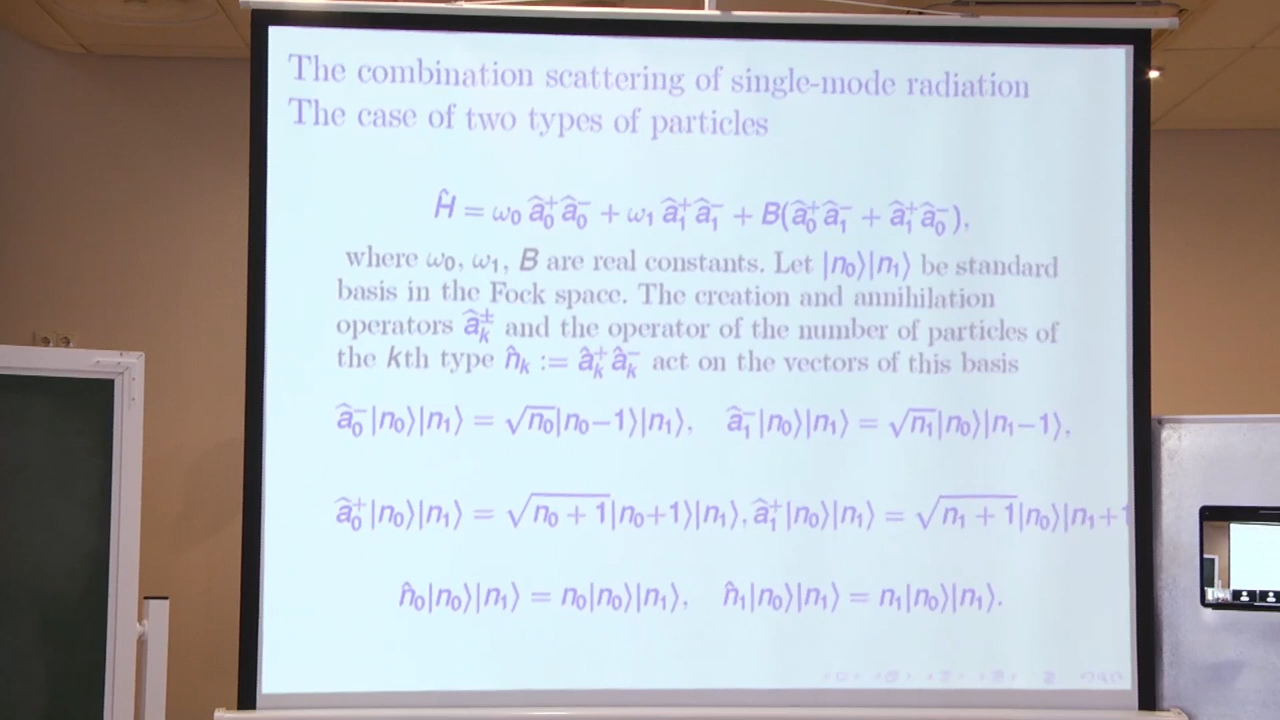 The combination scattering of single-mode radiation
The case of two types of particles
Ĥ = ω₀ â₀⁺â₀⁻ + ω₁ â₁⁺â₁⁻ + B(â₀⁺â₁⁻ + â₁⁺â₀⁻),
where ω₀, ω₁, B are real constants. Let |n₀⟩|n₁⟩ be standard
basis in the Fock space. The creation and annihilation
operators âₖ± and the operator of the number of particles of
the kth type n̂ₖ := âₖ⁺âₖ⁻ act on the vectors of this basis
â₀⁻|n₀⟩|n₁⟩ = √n₀|n₀−1⟩|n₁⟩, â₁⁻|n₀⟩|n₁⟩ = √n₁|n₀⟩|n₁−1⟩,
â₀⁺|n₀⟩|n₁⟩ = √(n₀ + 1)|n₀+1⟩|n₁⟩, â₁⁺|n₀⟩|n₁⟩ = √(n₁ + 1)|n₀⟩|n₁+1
n̂₀|n₀⟩|n₁⟩ = n₀|n₀⟩|n₁⟩, n̂₁|n₀⟩|n₁⟩ = n₁|n₀⟩|n₁⟩.